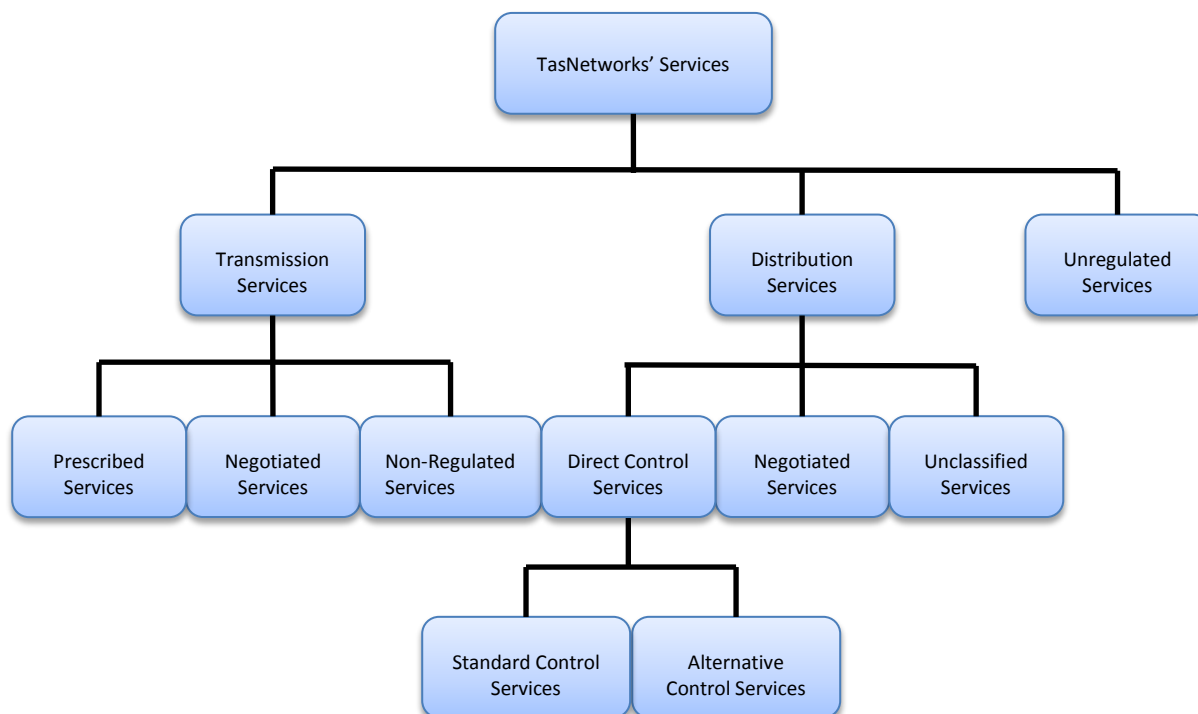 TasNetworks’ Services
Transmission
Services
Distribution
Services
Unregulated
Services
Prescribed
Services
Negotiated
Services
Non-Regulated
Services
Direct Control
Services
Negotiated
Services
Unclassified
Services
Standard Control
Services
Alternative
Control Services